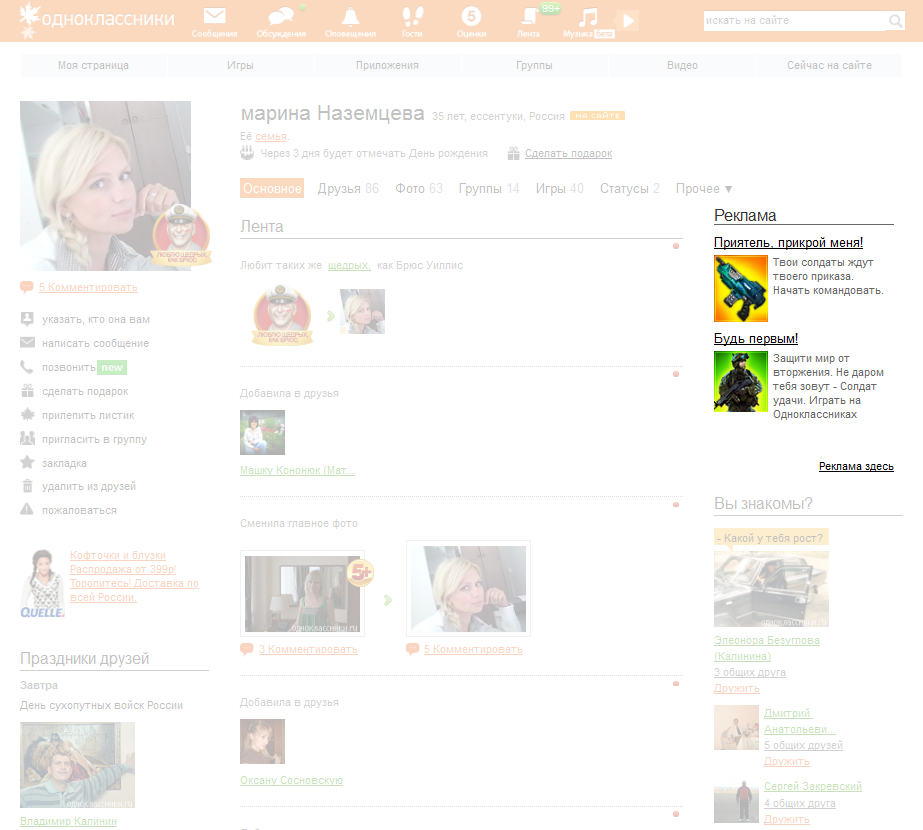 одноклассники
Сообщения
Обсуждения
Оповещения
Гости
5
Оценки
99+
Лента
Музыка Beta
искать на сайте
Моя страница
Игры
Приложения
Группы
Видео
Сейчас на сайте
марина Наземцева 35 лет, ессентуки, Россия НА САЙТЕ
Её семья.
Через 3 дня будет отмечать День рождения
Сделать подарок
Основное
Друзья 86
Фото 63
Группы 14
Игры 40
Статусы 2
Прочее ▼
ЛЮБЛЮ ЩЕДРЫХ,
КАК БРЮС
5 Комментировать
указать, кто она вам
написать сообщение
позвонить new
сделать подарок
прилепить листик
пригласить в группу
закладка
удалить из друзей
пожаловаться
Кофточки и блузки
Распродажа от 399р!
Торопитесь! Доставка по
всей России.
QUELLE.
Праздники друзей
Завтра
День сухопутных войск России
одноклассники.ru
Владимир Калинин
Лента
Любит таких же щедрых, как Брюс Уиллис
ЛЮБЛЮ ЩЕДРЫХ,
КАК БРЮС
Добавила в друзья
Машку Кононюк (Мат...
Сменила главное фото
5+
одноклассники.ru
3 Комментировать
5 Комментировать
Добавила в друзья
Оксану Сосновскую
Реклама
Приятель, прикрой меня!
Твои солдаты ждут
твоего приказа.
Начать командовать.
Будь первым!
Защити мир от
вторжения. Не даром
тебя зовут - Солдат
удачи. Играть на
Одноклассниках
Реклама здесь
Вы знакомы?
- Какой у тебя рост?
одноклассники.ru
Элеонора Безуглова
(Калинина)
3 общих друга
Дружить
Дмитрий
Анатольеви...
5 общих друзей
Дружить
Сергей Закревский
4 общих друга
Дружить